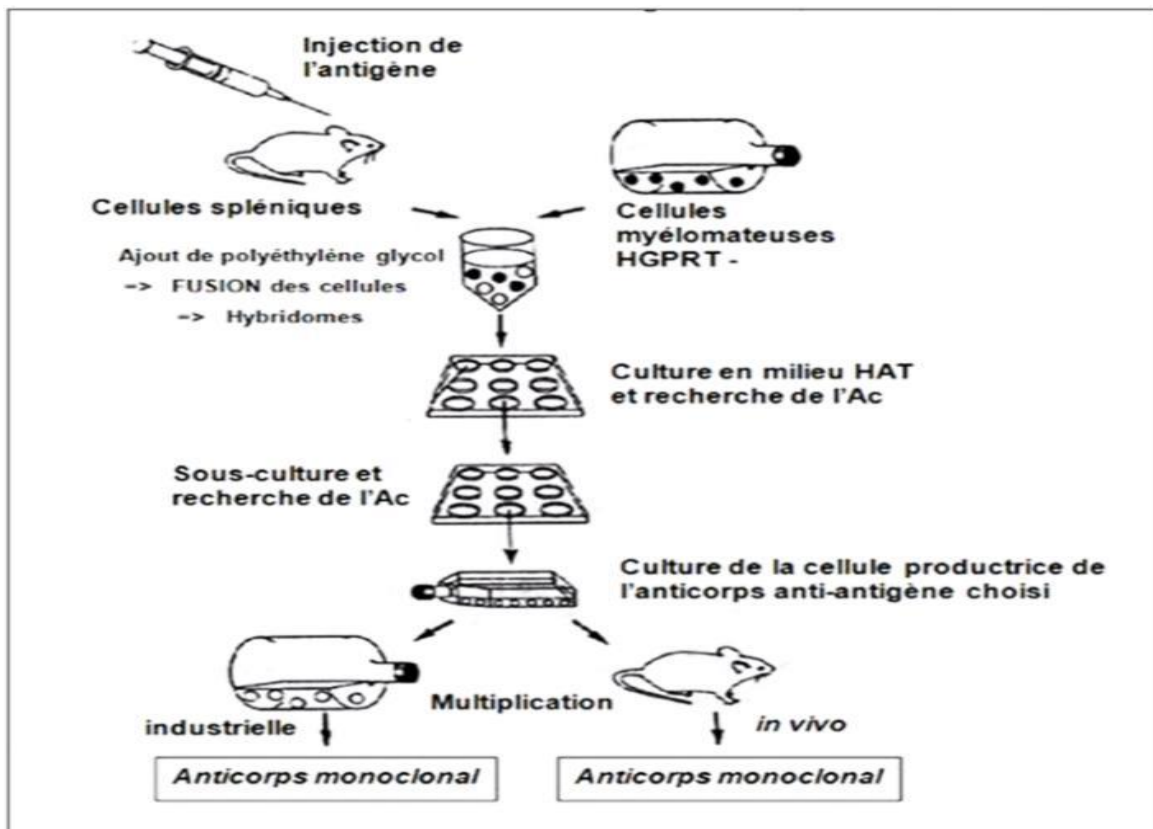 Injection de
l'antigène
Cellules spléniques
Cellules
myélomateuses
HGPRT -
Ajout de polyéthylène glycol
-> FUSION des cellules
-> Hybridomes
Culture en milieu HAT
et recherche de l'Ac
Sous-culture et
recherche de l'Ac
Culture de la cellule productrice de
l'anticorps anti-antigène choisi
Multiplication
industrielle
in vivo
Anticorps monoclonal
Anticorps monoclonal